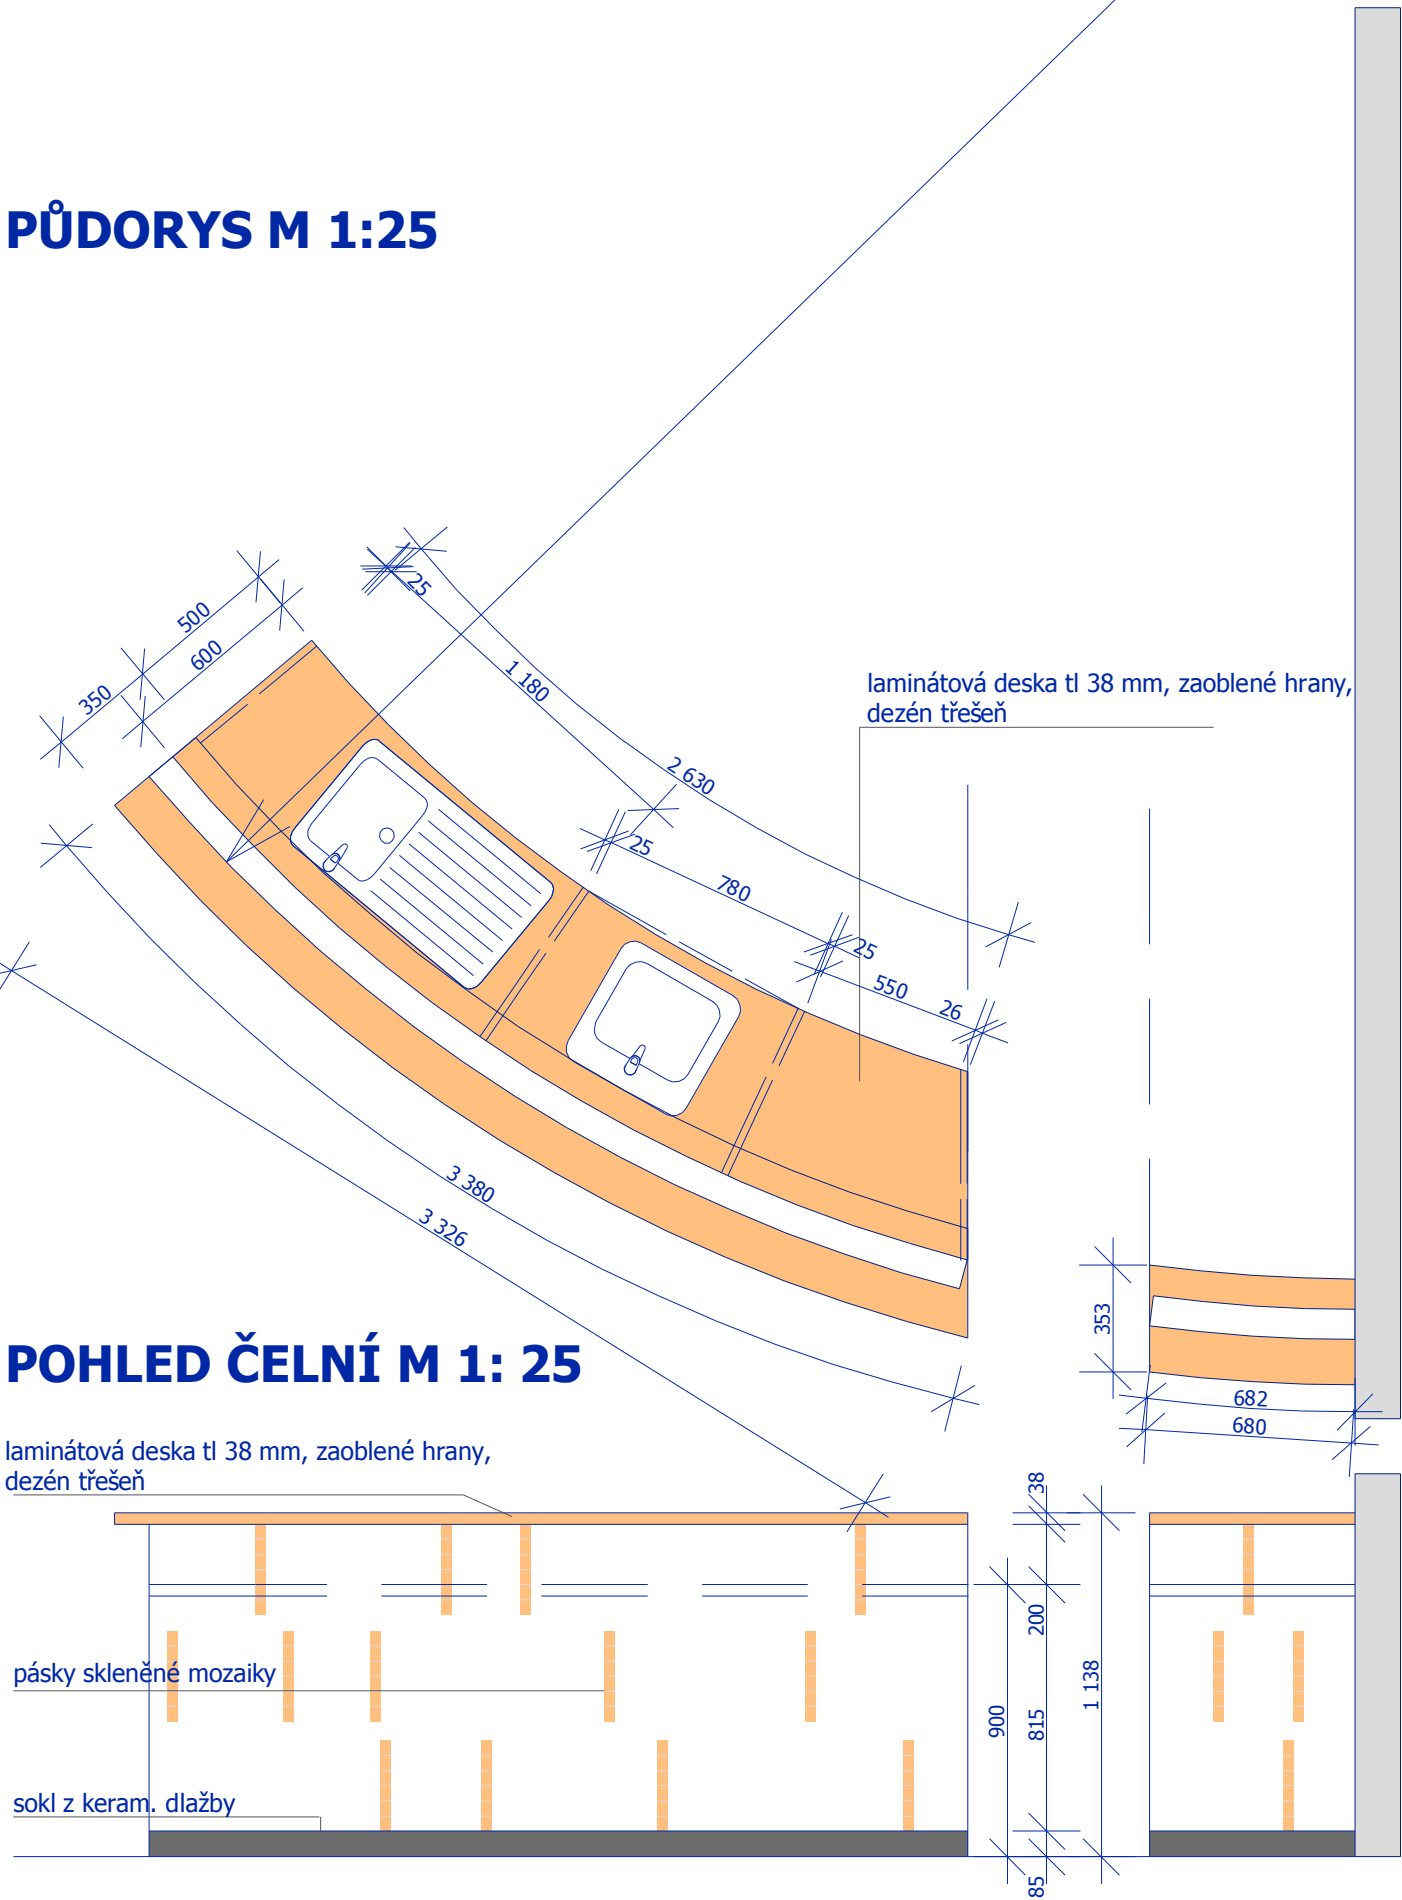 PŮDORYS M 1:25
500
600
350
25
1 180
2 630
laminátová deska tl 38 mm, zaoblené hrany,
dezén třešeň
25
780
25
550
26
3 380
3 326
353
682
680
POHLED ČELNÍ M 1: 25
laminátová deska tl 38 mm, zaoblené hrany,
dezén třešeň
38
200
pásky skleněné mozaiky
1 138
900
815
sokl z keram. dlažby
85